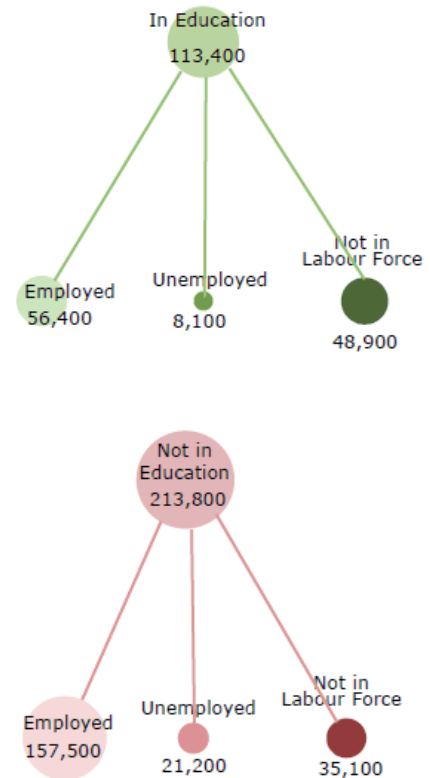 In Education
113,400
Employed
56,400
Unemployed
8,100
Not in
Labour Force
48,900
Not in
Education
213,800
Employed
157,500
Unemployed
21,200
Not in
Labour Force
35,100